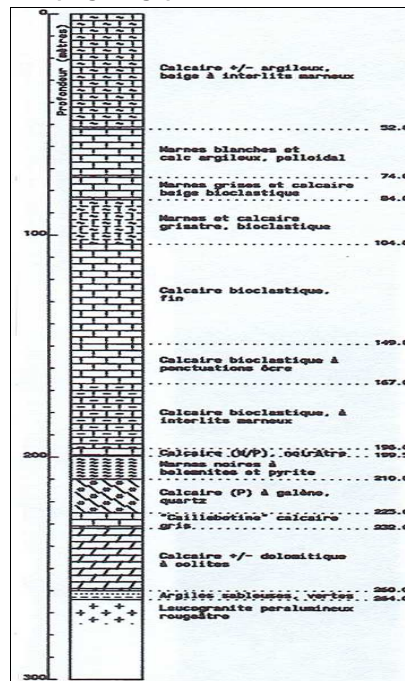 0
Profondeur (mètres)
Calcaire +/- argileux,
beige à interlits marneux
52.0
Marnes blanches et
calc argileux, pelloidal
74.0
Marnes grises et calcaire
beige bioclastique
84.0
Marnes et calcaire
grisatre, bioclastique
100
104.0
Calcaire bioclastique,
fin
149.0
Calcaire bioclastique à
ponctuations ôcre
167.0
Calcaire bioclastique, à
interlits marneux
196.0
Calcaire noirâtre
200
Marnes noires à
belemnites et pyrite
210.0
Calcaire (P) à galène,
quartz
225.0
"Caillebotine" calcaire
gris
232.0
Calcaire +/- dolomitique
à oolites
260.0
Argiles sableuses, vertes
264.0
Leucogranite peralumineux
rougeâtre
300